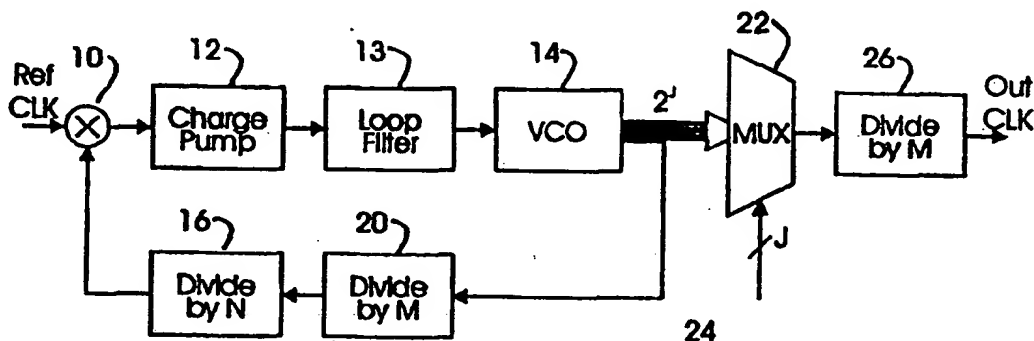 10
12
13
14
22
26
Ref
CLK
Charge
Pump
Loop
Filter
VCO
2^J
MUX
Divide
by M
Out
CLK
16
20
J
Divide
by N
Divide
by M
24